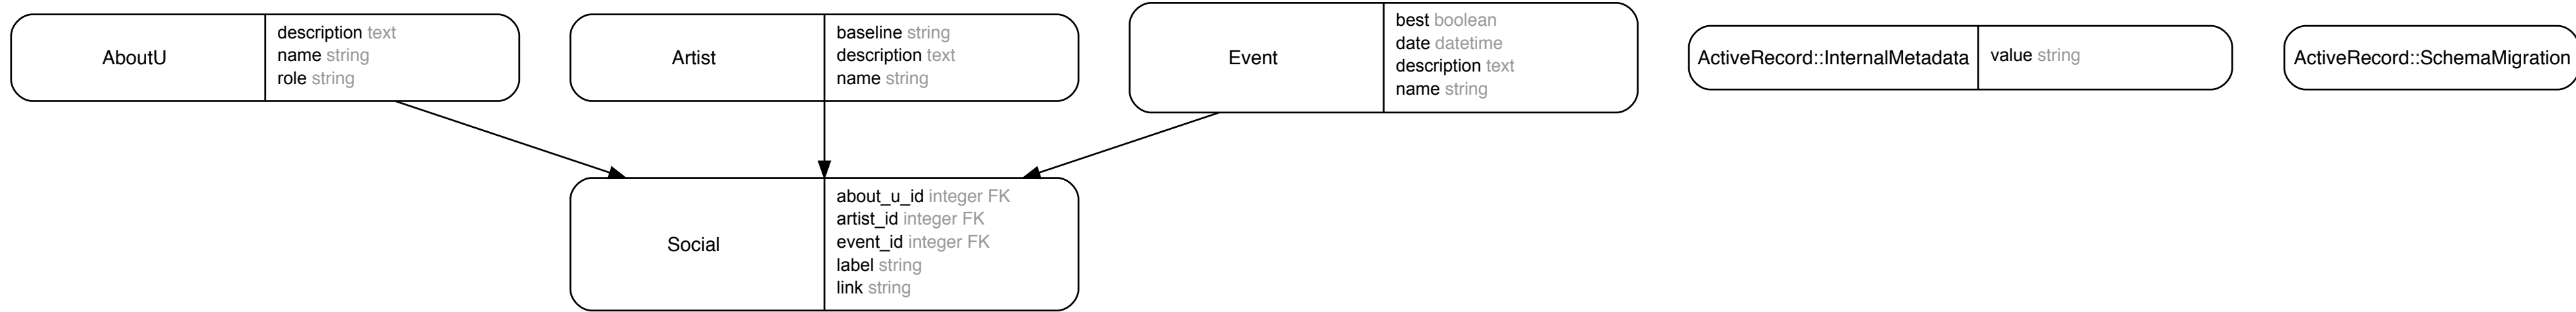 AboutU
description text
name string
role string
Artist
baseline string
description text
name string
Event
best boolean
date datetime
description text
name string
ActiveRecord::InternalMetadata
value string
ActiveRecord::SchemaMigration
Social
about_u_id integer FK
artist_id integer FK
event_id integer FK
label string
link string